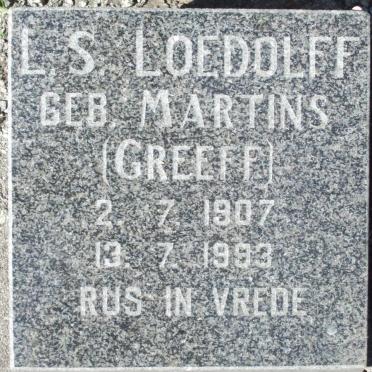 L.S. LOEDOLFF
GEB. MARTINS
(GREEFF)
2. 7. 1907
13. 7. 1993
RUS IN VREDE